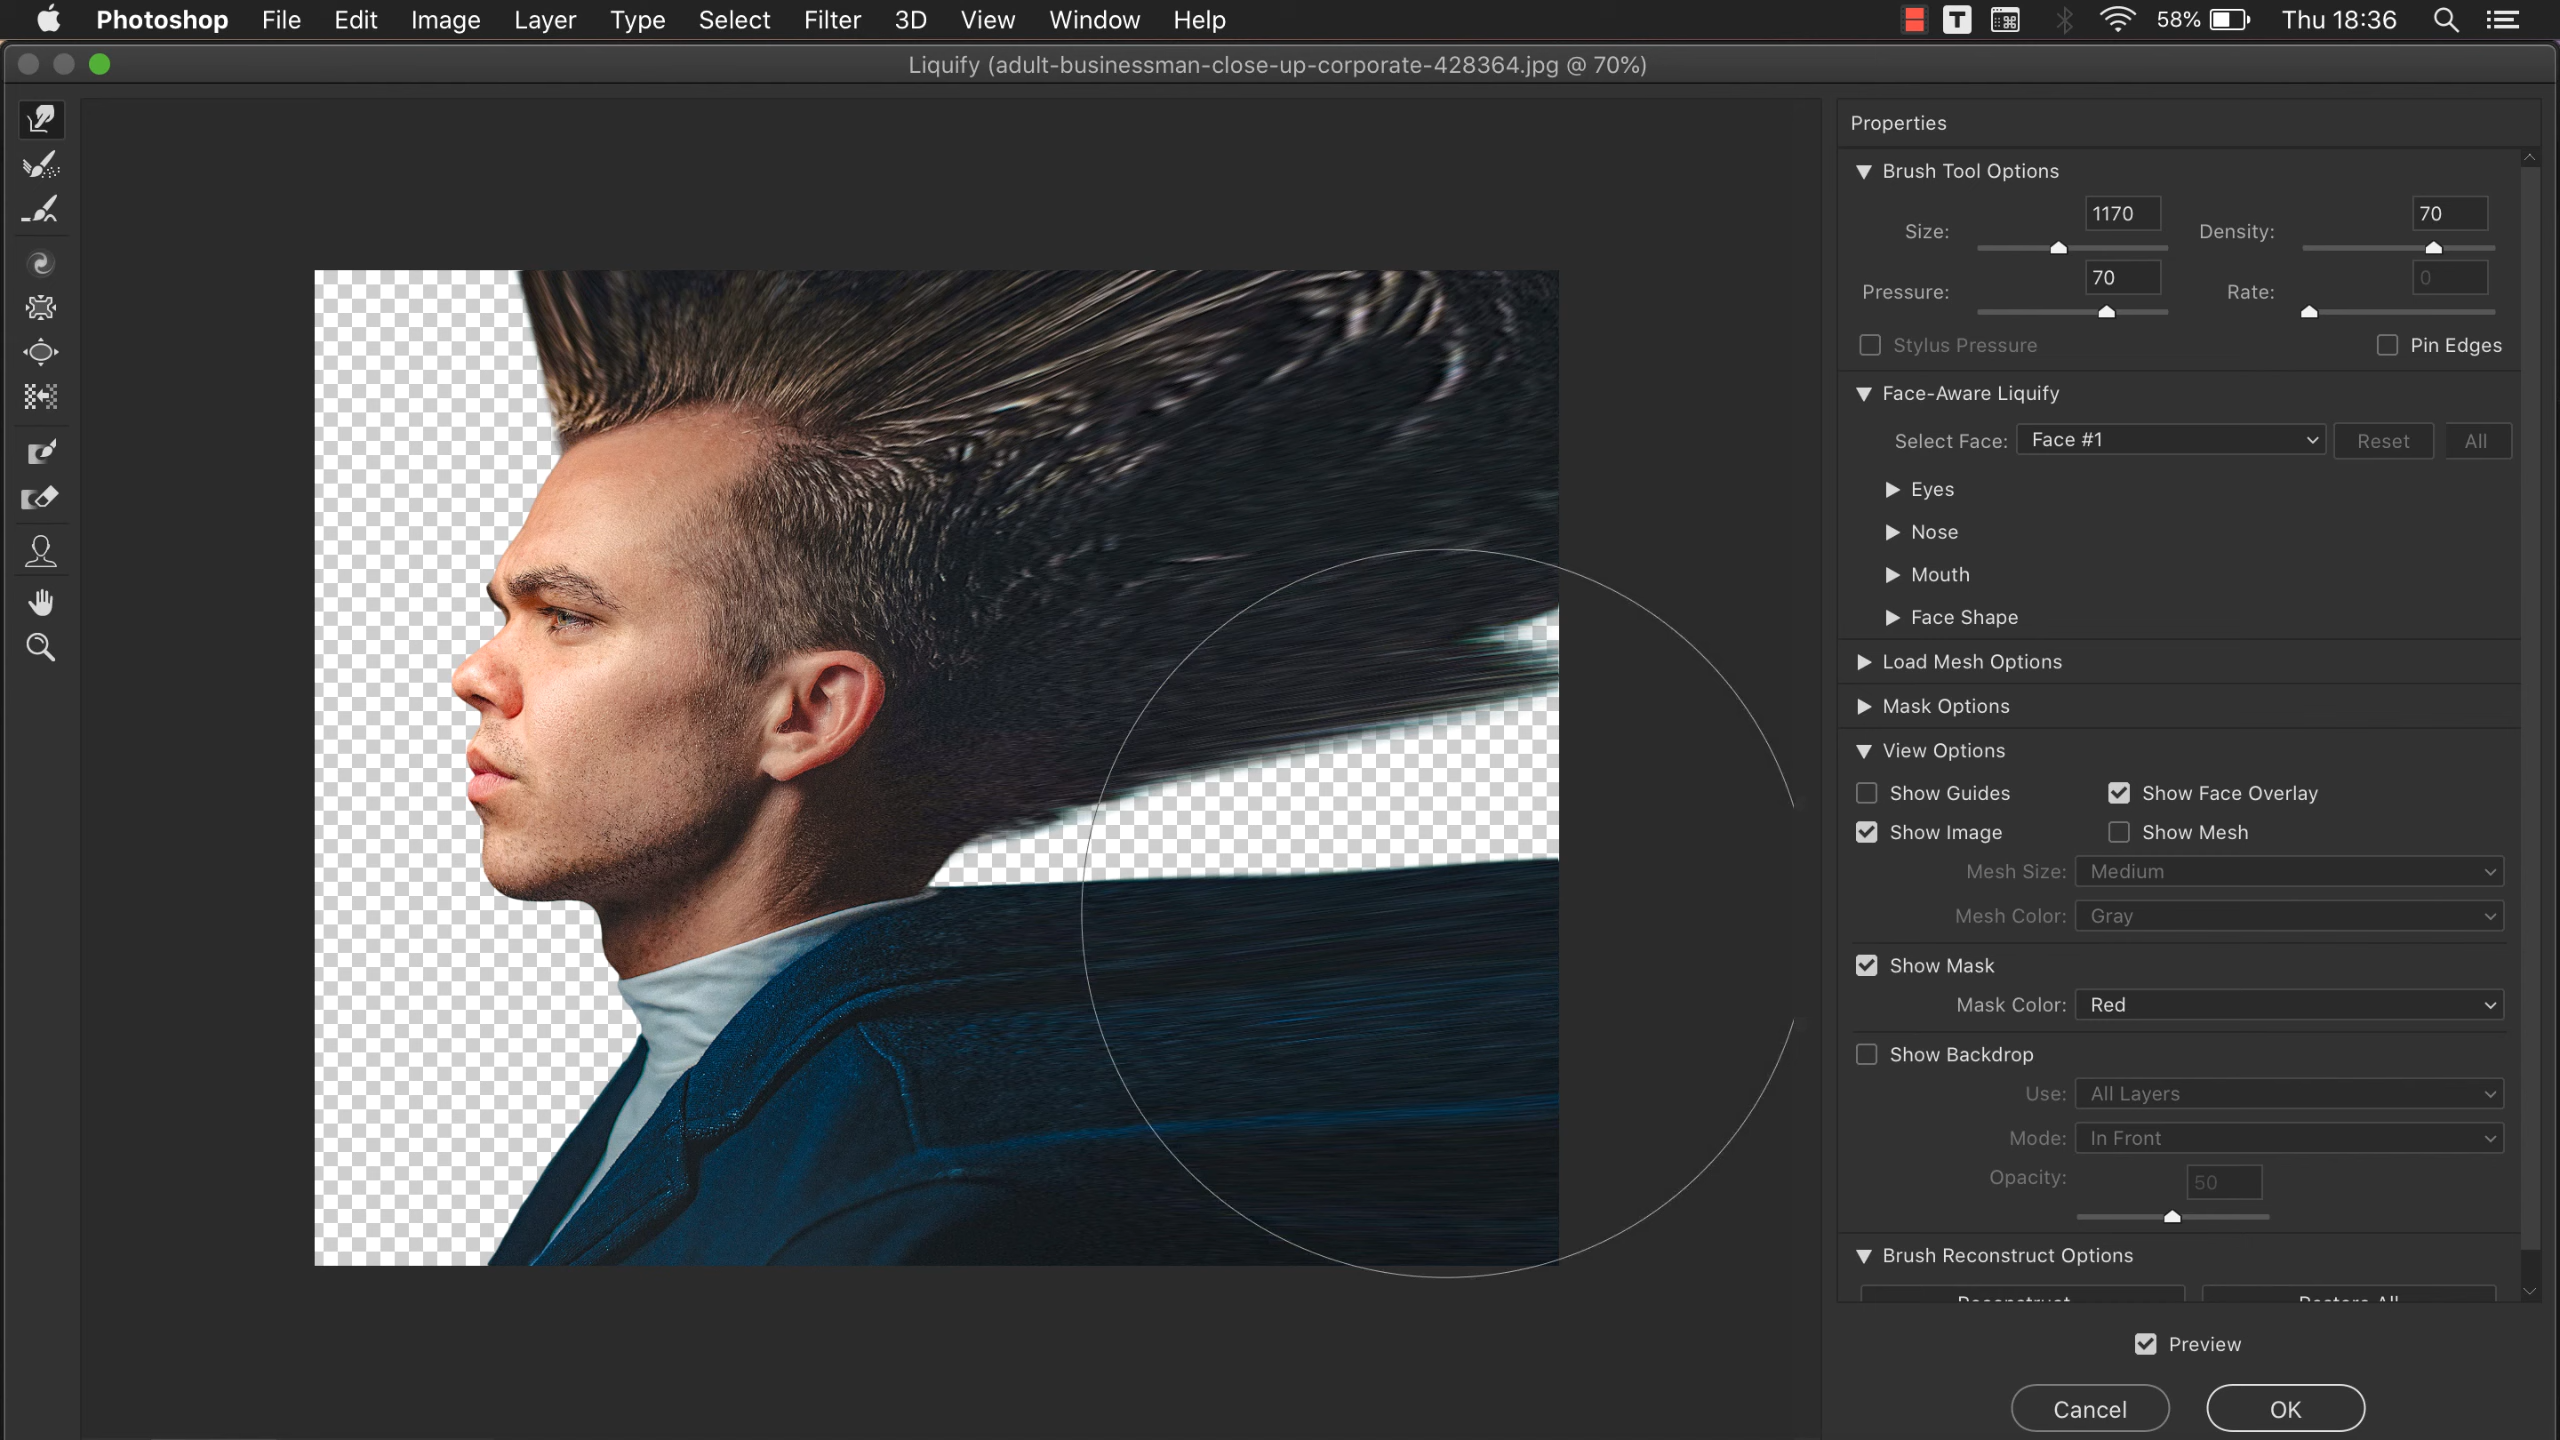 Photoshop File Edit Image Layer Type Select Filter 3D View Window Help T 58% Thu 18:36
Liquify (adult-businessman-close-up-corporate-428364.jpg @ 70%)
Properties
Brush Tool Options
Size: 1170 Density: 70
Pressure: 70 Rate: 0
Stylus Pressure Pin Edges
Face-Aware Liquify
Select Face: Face #1 Reset All
Eyes
Nose
Mouth
Face Shape
Load Mesh Options
Mask Options
View Options
Show Guides Show Face Overlay
Show Image Show Mesh
Mesh Size: Medium
Mesh Color: Gray
Show Mask
Mask Color: Red
Show Backdrop
Use: All Layers
Mode: In Front
Opacity: 50
Brush Reconstruct Options
Reconstruct... Restore All
Preview
Cancel OK